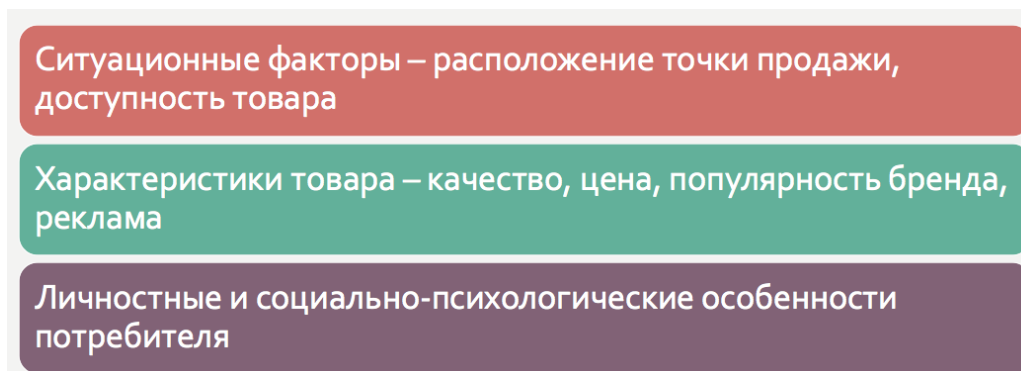 Ситуационные факторы – расположение точки продажи,
доступность товара
Характеристики товара – качество, цена, популярность бренда,
реклама
Личностные и социально-психологические особенности
потребителя